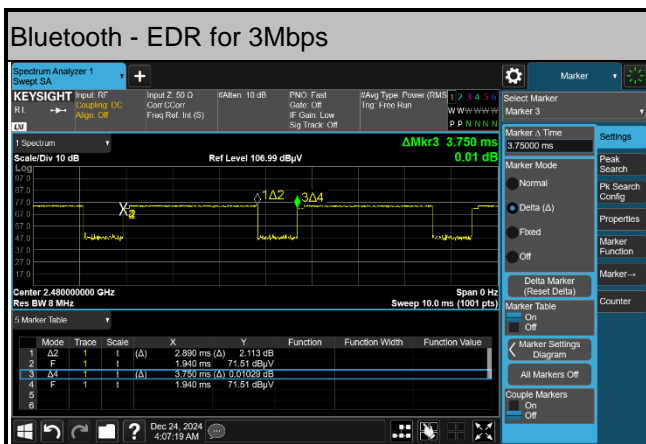 Bluetooth - EDR for 3Mbps
Spectrum Analyzer 1
Swept SA
+
Marker
KEYSIGHT
RL
LXI
Input: RF
Coupling: DC
Align: Off
Input Z: 50 Ω
Corr CCorr
Freq Ref: Int (S)
#Atten: 10 dB
PNO: Fast
Gate: Off
IF Gain: Low
Sig Track: Off
#Avg Type: Power (RMS
Trig: Free Run
1 2 3 4 5 6
W W W W W W
P P N N N N
Select Marker
Marker 3
1 Spectrum
ΔMkr3 3.750 ms
0.01 dB
Scale/Div 10 dB
Ref Level 106.99 dBμV
Log
97.0
87.0
77.0
67.0
57.0
47.0
37.0
27.0
17.0
1Δ2
3Δ4
Center 2.480000000 GHz
Res BW 8 MHz
Span 0 Hz
Sweep 10.0 ms (1001 pts)
5 Marker Table
Mode Trace Scale X Y Function Function Width Function Value
1 Δ2 1 t (Δ) 2.890 ms (Δ) 2.113 dB
2 F 1 t 1.940 ms 71.51 dBμV
3 Δ4 1 t (Δ) 3.750 ms (Δ) 0.01029 dB
4 F 1 t 1.940 ms 71.51 dBμV
5
6
Marker Δ Time
3.75000 ms
Marker Mode
Normal
Delta (Δ)
Fixed
Off
Delta Marker
(Reset Delta)
Marker Table
On
Off
Marker Settings
Diagram
All Markers Off
Couple Markers
On
Off
Settings
Peak
Search
Pk Search
Config
Properties
Marker
Function
Marker→
Counter
?
Dec 24, 2024
4:07:19 AM